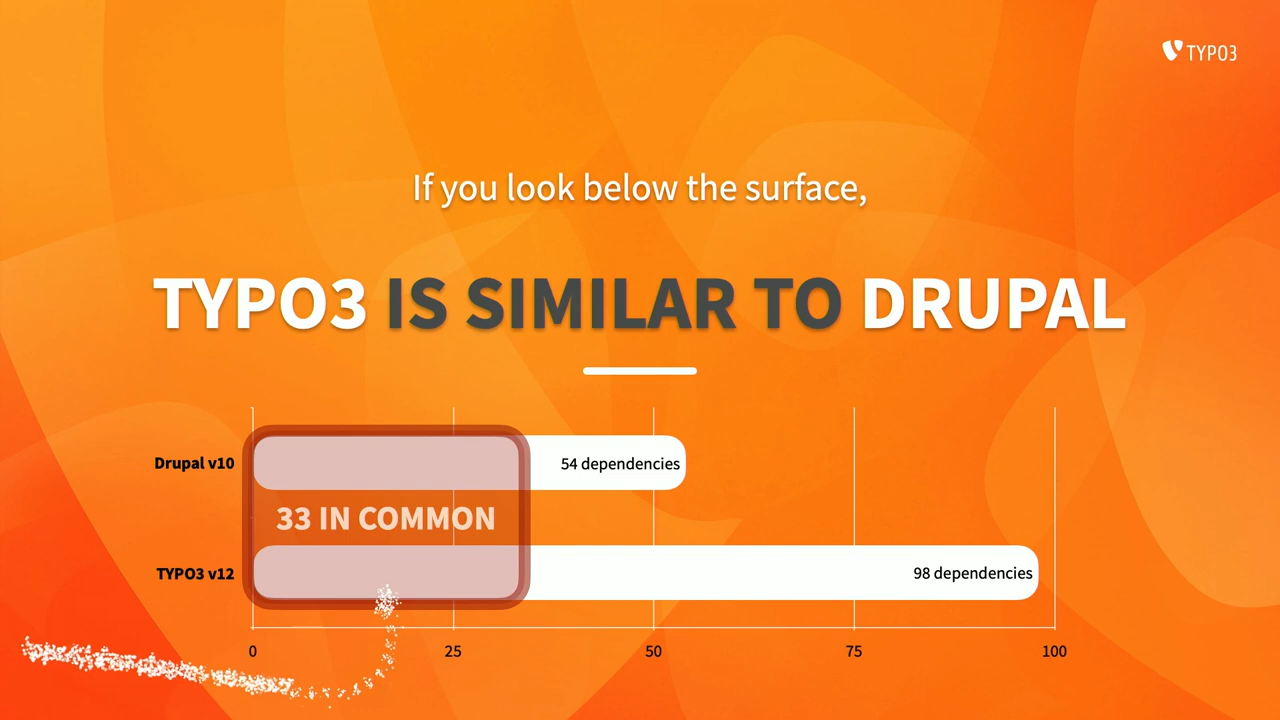 TYPO3
If you look below the surface,
TYPO3 IS SIMILAR TO DRUPAL
Drupal v10
54 dependencies
33 IN COMMON
TYPO3 v12
98 dependencies
0 25 50 75 100